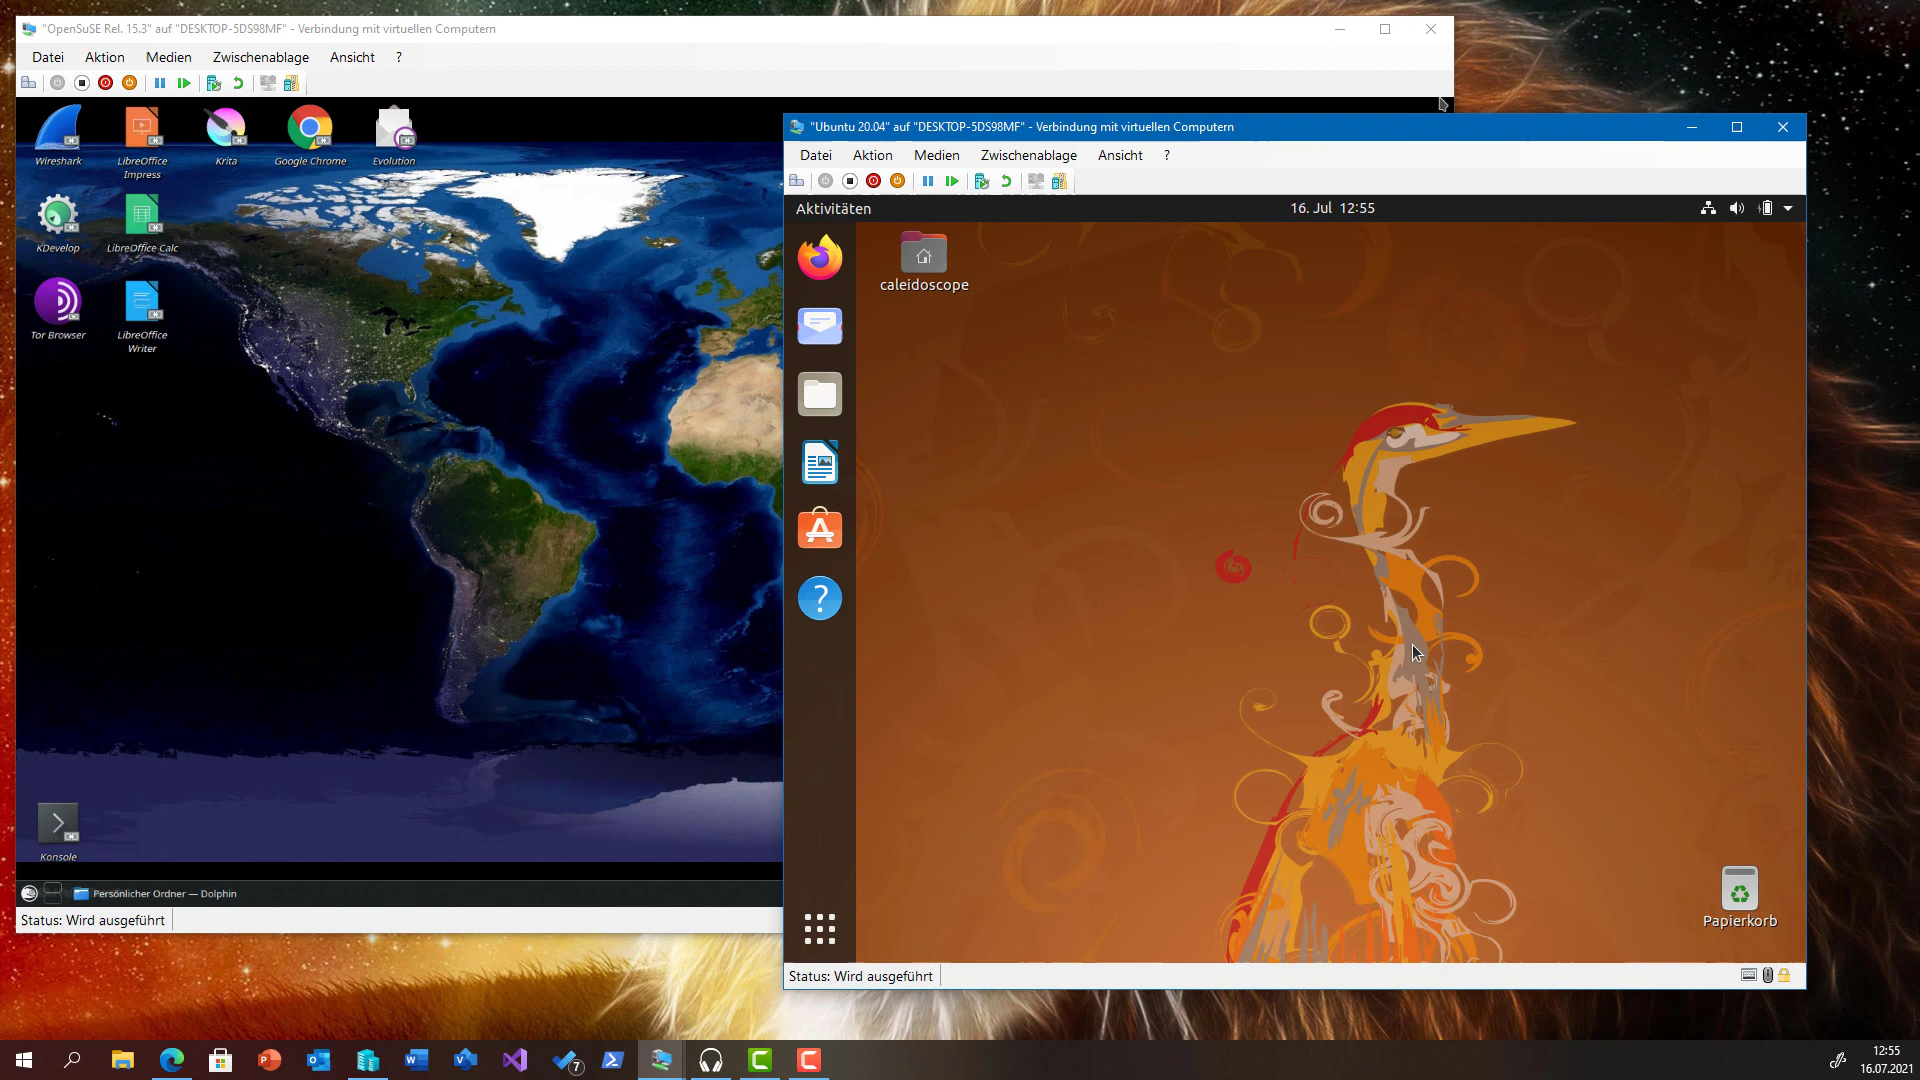 "OpenSuSE Rel. 15.3" auf "DESKTOP-5DS98MF" - Verbindung mit virtuellen Computern
Datei Aktion Medien Zwischenablage Ansicht ?
Wireshark
LibreOffice
Impress
Krita
Google Chrome
Evolution
KDevelop
LibreOffice Calc
Tor Browser
LibreOffice
Writer
Konsole
Persönlicher Ordner — Dolphin
Status: Wird ausgeführt
"Ubuntu 20.04" auf "DESKTOP-5DS98MF" - Verbindung mit virtuellen Computern
Datei Aktion Medien Zwischenablage Ansicht ?
Aktivitäten
16. Jul 12:55
caleidoscope
Papierkorb
Status: Wird ausgeführt
7
12:55
16.07.2021